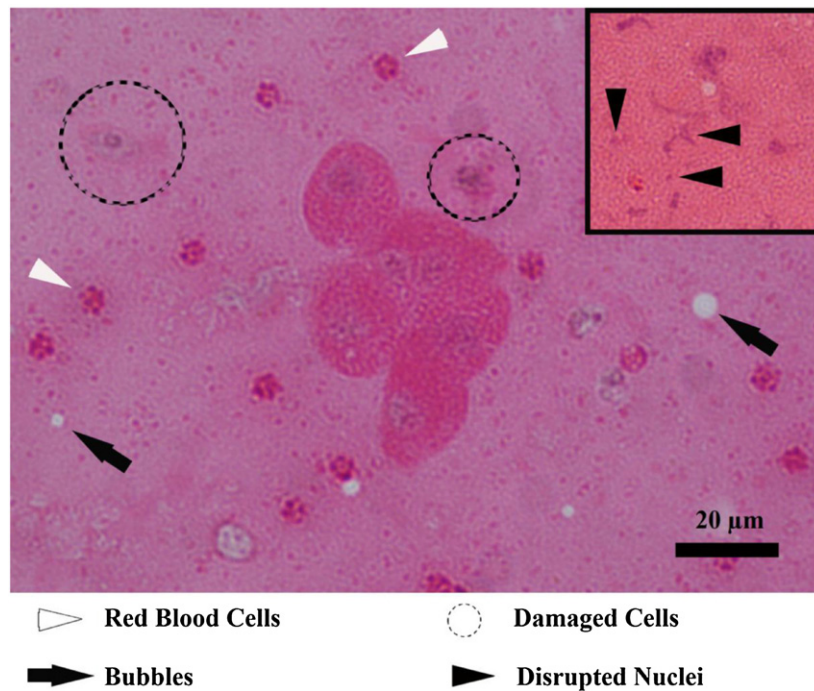 20 µm
Red Blood Cells
Damaged Cells
Bubbles
Disrupted Nuclei